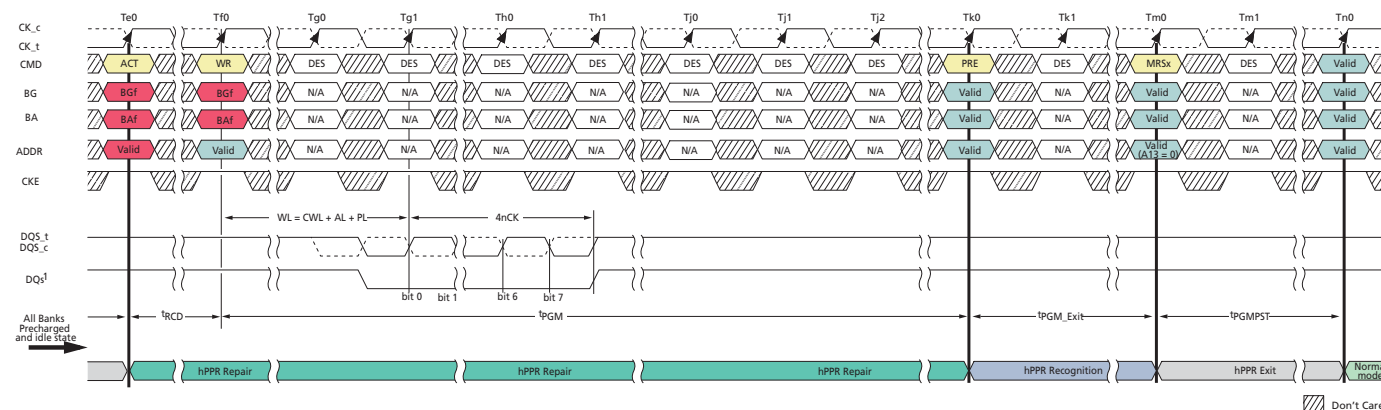 Te0 Tf0 Tg0 Tg1 Th0 Th1 Tj0 Tj1 Tj2 Tk0 Tk1 Tm0 Tm1 Tn0
CK_c
CK_t
CMD ACT WR DES DES DES DES DES DES DES PRE DES MRSx DES Valid
BG BGf BGf N/A N/A N/A N/A N/A N/A N/A Valid N/A Valid N/A Valid
BA BAf BAf N/A N/A N/A N/A N/A N/A N/A Valid N/A Valid N/A Valid
ADDR Valid Valid N/A N/A N/A N/A N/A N/A N/A Valid N/A Valid (A13 = 0) N/A Valid
CKE
WL = CWL + AL + PL 4nCK
DQS_t
DQS_c
DQs1
bit 0 bit 1 bit 6 bit 7
All Banks
Precharged
and idle state
tRCD tPGM tPGM_Exit tPGMPST
hPPR Repair hPPR Repair hPPR Repair hPPR Recognition hPPR Exit Norma
mode
Don't Care